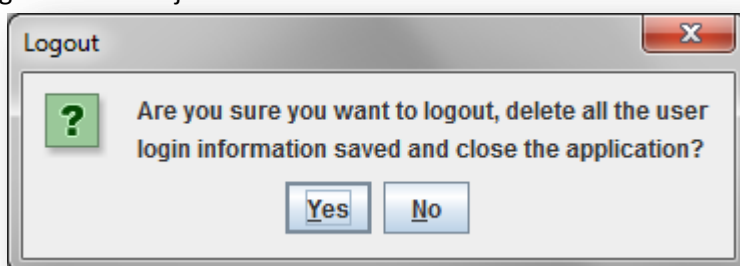 Logout
Are you sure you want to logout, delete all the user
login information saved and close the application?
Yes No